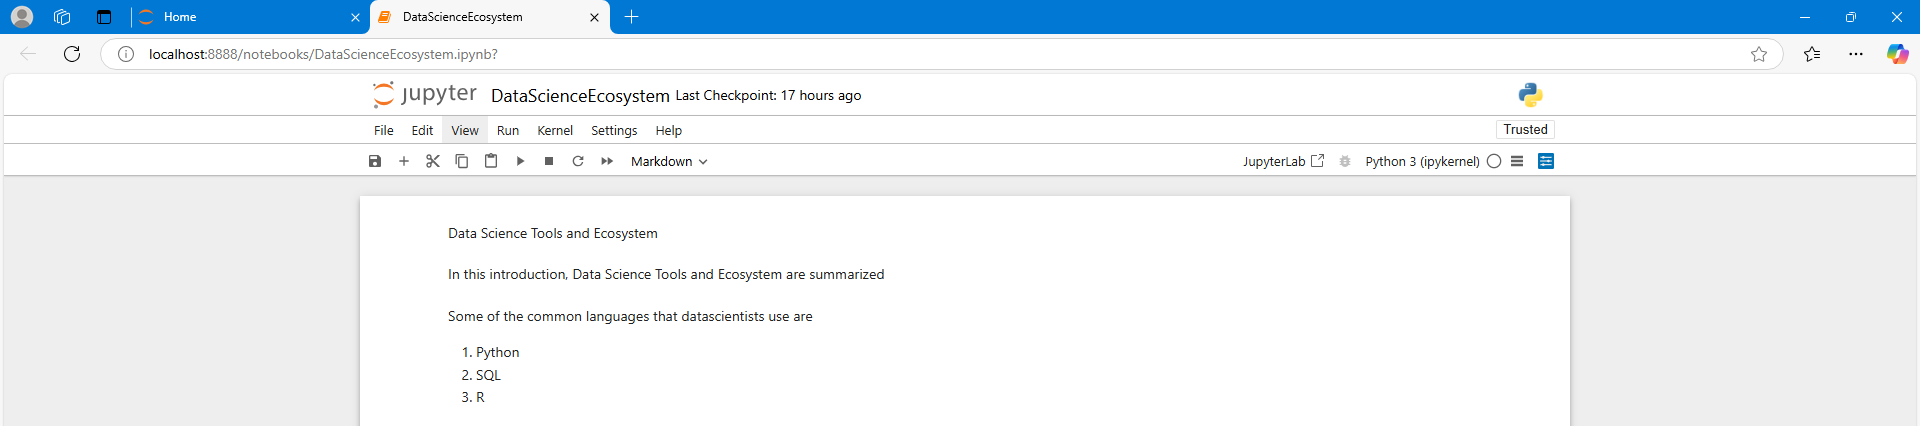 Home
DataScienceEcosystem
localhost:8888/notebooks/DataScienceEcosystem.ipynb?
jupyter DataScienceEcosystem Last Checkpoint: 17 hours ago
File Edit View Run Kernel Settings Help Trusted
Markdown JupyterLab Python 3 (ipykernel)
Data Science Tools and Ecosystem
In this introduction, Data Science Tools and Ecosystem are summarized
Some of the common languages that datascientists use are
1. Python
2. SQL
3. R